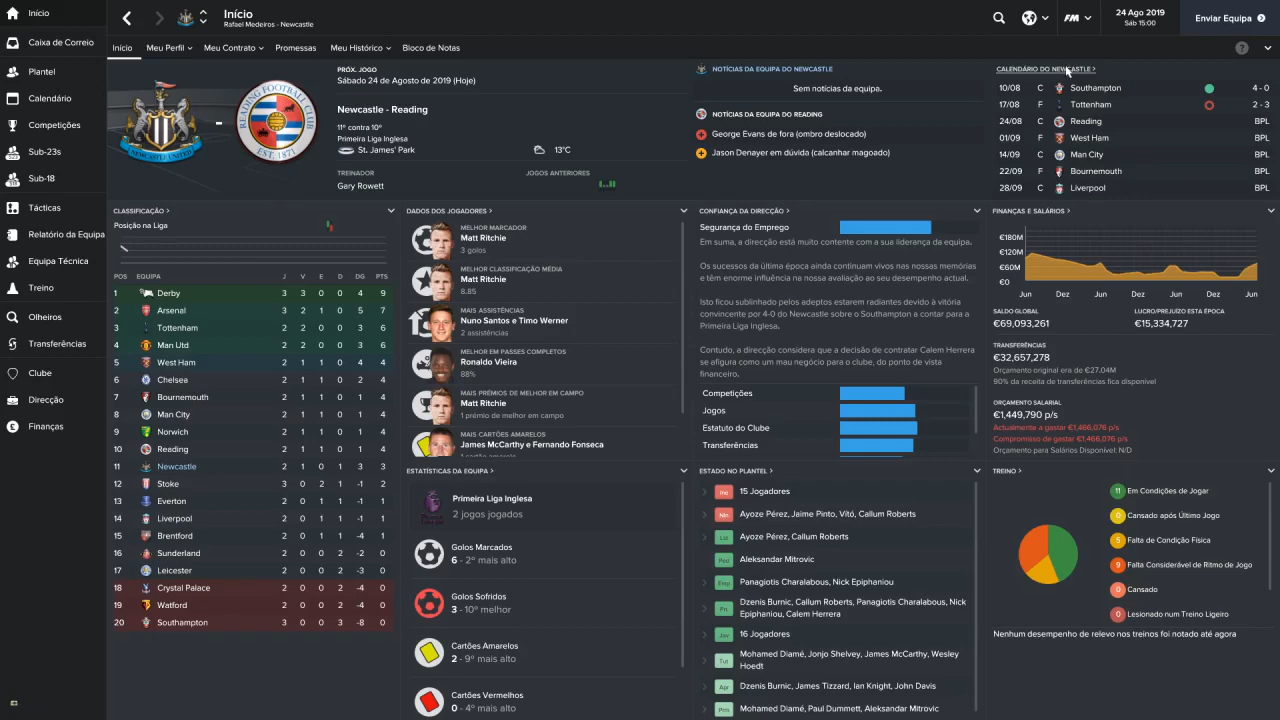 Início
Caixa de Correio
Plantel
Calendário
Competições
Sub-23s
Sub-18
Tácticas
Relatório da Equipa
Equipa Técnica
Treino
Olheiros
Transferências
Clube
Direcção
Finanças
Início
Rafael Medeiros - Newcastle
FM
24 Ago 2019
Sáb 15:00
Enviar Equipa
Início
Meu Perfil
Meu Contrato
Promessas
Meu Histórico
Bloco de Notas
?
NEWCASTLE UNITED
-
READING FOOTBALL CLUB
EST. 1871
PRÓX. JOGO
Sábado 24 de Agosto de 2019 (Hoje)
Newcastle - Reading
11º contra 10º
Primeira Liga Inglesa
St. James' Park
13°C
TREINADOR
Gary Rowett
JOGOS ANTERIORES
NOTÍCIAS DA EQUIPA DO NEWCASTLE
Sem notícias da equipa.
NOTÍCIAS DA EQUIPA DO READING
George Evans de fora (ombro deslocado)
Jason Denayer em dúvida (calcanhar magoado)
CALENDÁRIO DO NEWCASTLE >
10/08 C Southampton 4 - 0
17/08 F Tottenham 2 - 3
24/08 C Reading BPL
01/09 F West Ham BPL
14/09 C Man City BPL
22/09 F Bournemouth BPL
28/09 C Liverpool BPL
CLASSIFICAÇÃO >
Posição na Liga
POS EQUIPA J V E D DG PTS
1 Derby 3 3 0 0 4 9
2 Arsenal 3 2 1 0 5 7
3 Tottenham 2 2 0 0 4 6
4 Man Utd 2 2 0 0 3 6
5 West Ham 2 1 1 0 4 4
6 Chelsea 2 1 1 0 2 4
7 Bournemouth 2 1 1 0 1 4
8 Man City 2 1 1 0 1 4
9 Norwich 2 1 1 0 1 4
10 Reading 2 1 1 0 1 4
11 Newcastle 2 1 0 1 3 3
12 Stoke 3 0 2 1 -1 2
13 Everton 2 0 1 1 -1 1
14 Liverpool 2 0 1 1 -1 1
15 Brentford 2 0 1 1 -3 1
16 Sunderland 2 0 0 2 -2 0
17 Leicester 2 0 0 2 -3 0
18 Crystal Palace 2 0 0 2 -4 0
19 Watford 2 0 0 2 -4 0
20 Southampton 3 0 0 3 -8 0
DADOS DOS JOGADORES >
MELHOR MARCADOR
Matt Ritchie
3 golos
MELHOR CLASSIFICAÇÃO MÉDIA
Matt Ritchie
8.85
MAIS ASSISTÊNCIAS
Nuno Santos e Timo Werner
2 assistências
MELHOR EM PASSES COMPLETOS
Ronaldo Vieira
88%
MAIS PRÉMIOS DE MELHOR EM CAMPO
Matt Ritchie
1 prémio de melhor em campo
MAIS CARTÕES AMARELOS
James McCarthy e Fernando Fonseca
1 cartão amarelo
ESTATÍSTICAS DA EQUIPA >
Primeira Liga Inglesa
2 jogos jogados
Golos Marcados
6 - 2º mais alto
Golos Sofridos
3 - 10º melhor
Cartões Amarelos
2 - 9º mais alto
Cartões Vermelhos
0 - 4º mais alto
CONFIANÇA DA DIRECÇÃO >
Segurança do Emprego
Em suma, a direcção está muito contente com a sua liderança da equipa.
Os sucessos da última época ainda continuam vivos nas nossas memórias
e têm enorme influência na nossa avaliação ao seu desempenho actual.
Isto ficou sublinhado pelos adeptos estarem radiantes devido à vitória
convincente por 4-0 do Newcastle sobre o Southampton a contar para a
Primeira Liga Inglesa.
Contudo, a direcção considera que a decisão de contratar Calem Herrera
se afigura como um mau negócio para o clube, do ponto de vista
financeiro.
Competições
Jogos
Estatuto do Clube
Transferências
ESTADO NO PLANTEL >
Ine 15 Jogadores
NIn Ayoze Pérez, Jaime Pinto, Vitó, Callum Roberts
Lst Ayoze Pérez, Callum Roberts
Ped Aleksandar Mitrovic
Emp Panagiotis Charalabous, Nick Epiphaniou
Pri Dzenis Burnic, Callum Roberts, Panagiotis Charalabous, Nick
Epiphaniou, Calem Herrera
Jov 16 Jogadores
Tut Mohamed Diamé, Jonjo Shelvey, James McCarthy, Wesley
Hoedt
Apr Dzenis Burnic, James Tizzard, Ian Knight, John Davis
Pnm Mohamed Diamé, Paul Dummett, Aleksandar Mitrovic
FINANÇAS E SALÁRIOS >
€180M
€120M
€60M
€0
Jun Dez Jun Dez Jun Dez Jun
SALDO GLOBAL
€69,093,261
LUCRO/PREJUÍZO ESTA ÉPOCA
€15,334,727
TRANSFERÊNCIAS
€32,657,278
Orçamento original era de €27.04M
90% da receita de transferências fica disponível
ORÇAMENTO SALARIAL
€1,449,790 p/s
Actualmente a gastar €1,466,076 p/s
Compromisso de gastar €1,466,076 p/s
Orçamento para Salários Disponível: N/D
TREINO >
11 Em Condições de Jogar
0 Cansado após Último Jogo
5 Falta de Condição Física
9 Falta Considerável de Ritmo de Jogo
0 Cansado
0 Lesionado num Treino Ligeiro
Nenhum desempenho de relevo nos treinos foi notado até agora